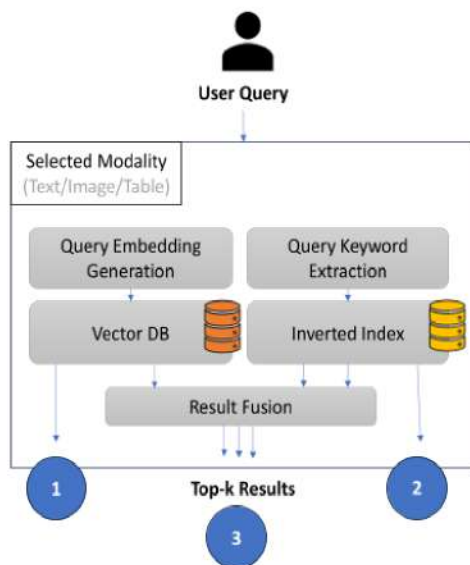 User Query
Selected Modality
(Text/Image/Table)
Query Embedding
Generation
Query Keyword
Extraction
Vector DB
Inverted Index
Result Fusion
1
Top-k Results
2
3